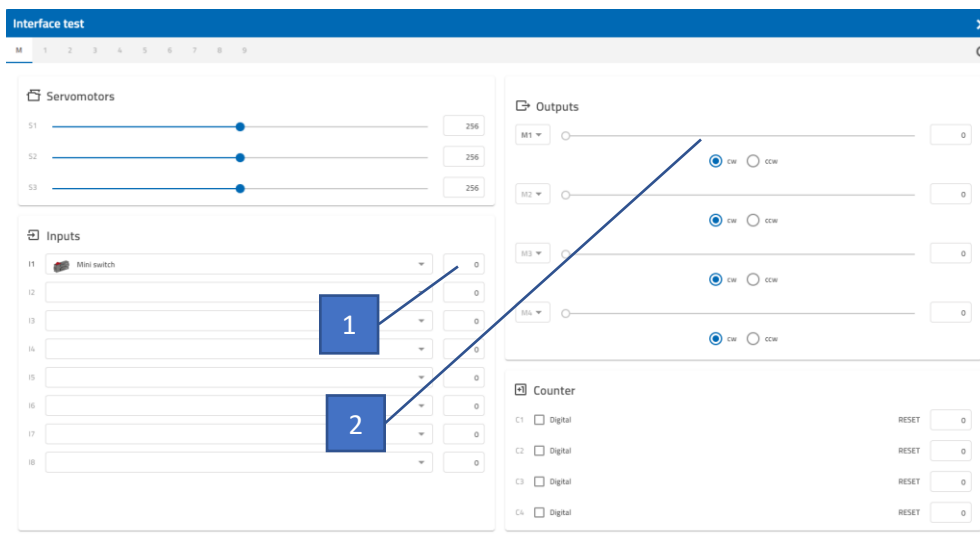 Interface test
M 1 2 3 4 5 6 7 8 9
Servomotors
S1 256
S2 256
S3 256
Inputs
I1 Mini switch 0
I2 0
I3 0
I4 0
I5 0
I6 0
I7 0
I8 0
1
2
Outputs
M1 0
cw ccw
M2 0
cw ccw
M3 0
cw ccw
M4 0
cw ccw
Counter
C1 Digital RESET 0
C2 Digital RESET 0
C3 Digital RESET 0
C4 Digital RESET 0